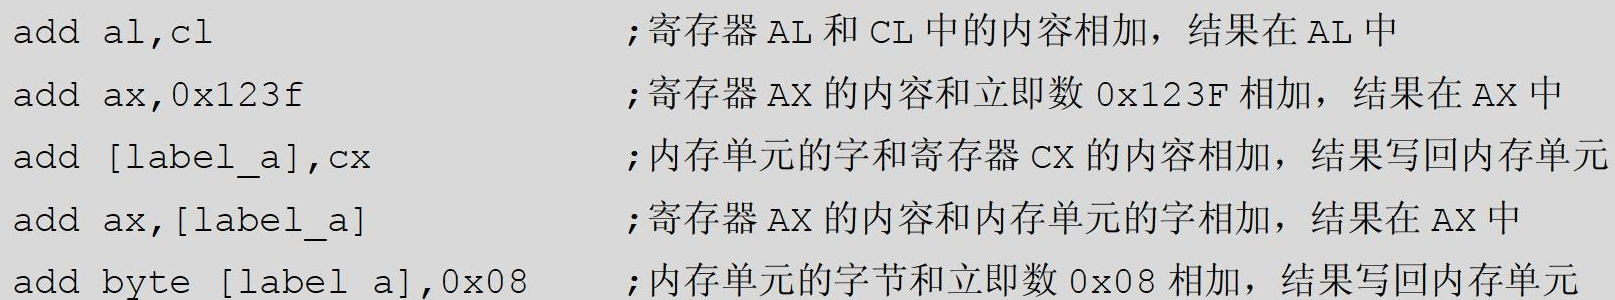 add al,cl ;寄存器 AL 和 CL 中的内容相加，结果在 AL 中
add ax,0x123f ;寄存器 AX 的内容和立即数 0x123F 相加，结果在 AX 中
add [label_a],cx ;内存单元的字和寄存器 CX 的内容相加，结果写回内存单元
add ax,[label_a] ;寄存器 AX 的内容和内存单元的字相加，结果在 AX 中
add byte [label_a],0x08 ;内存单元的字节和立即数 0x08 相加，结果写回内存单元